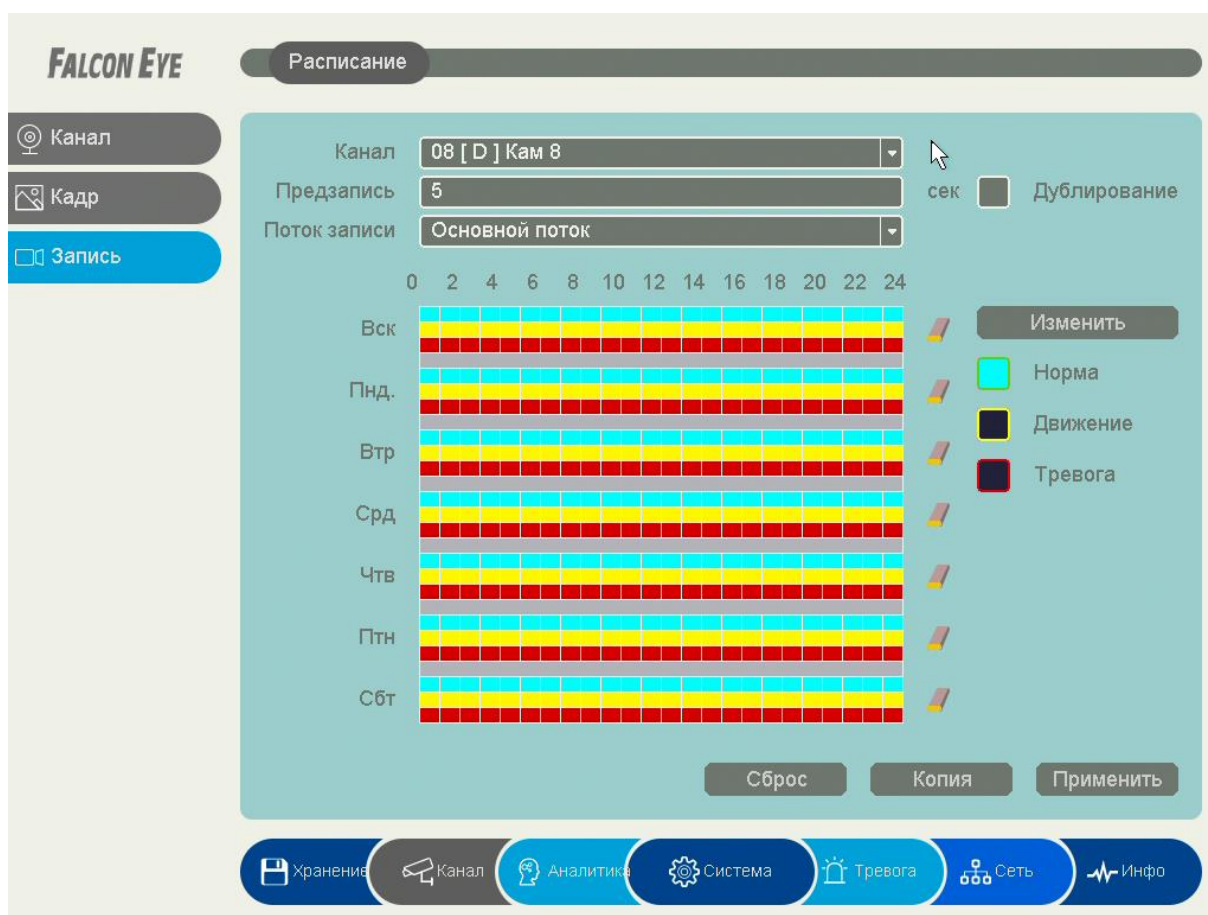 FALCON EYE
Расписание
Канал
Кадр
Запись
Канал 08 [ D ] Кам 8
Предзапись 5 сек Дублирование
Поток записи Основной поток
0 2 4 6 8 10 12 14 16 18 20 22 24
Вск Изменить
Норма
Пнд.
Движение
Втр
Тревога
Срд
Чтв
Птн
Сбт
Сброс Копия Применить
Хранение Канал Аналитика Система Тревога Сеть Инфо